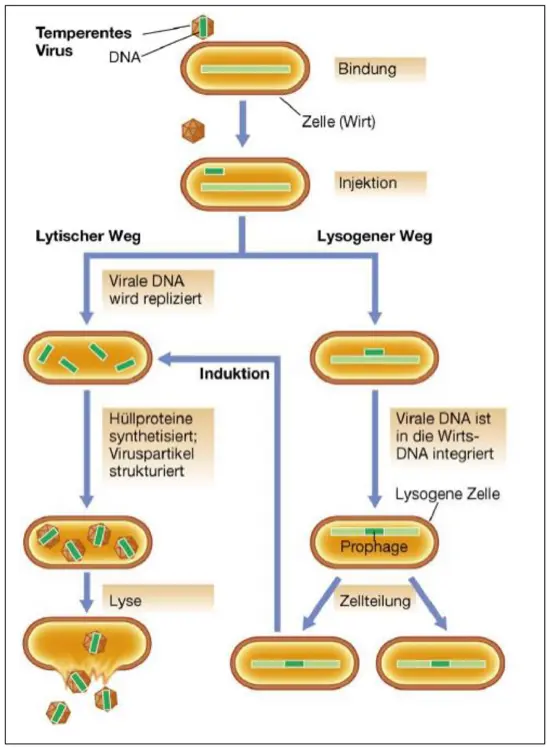 Temperentes
Virus
DNA
Bindung
Zelle (Wirt)
Injektion
Lytischer Weg
Lysogener Weg
Virale DNA
wird repliziert
Induktion
Hüllproteine
synthetisiert;
Viruspartikel
strukturiert
Virale DNA ist
in die Wirts-
DNA integriert
Lysogene Zelle
Prophage
Lyse
Zellteilung